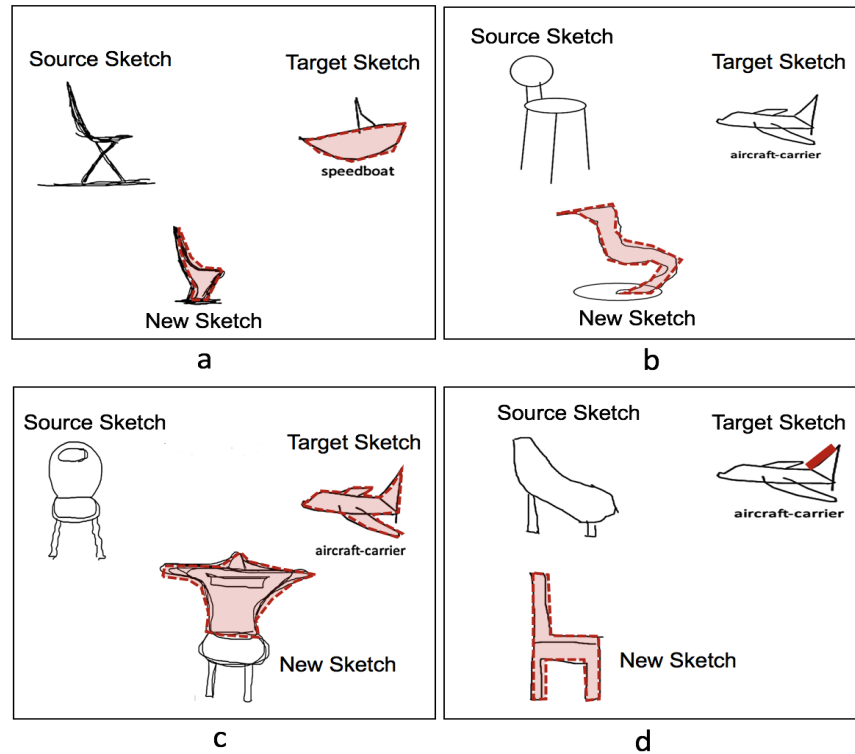 Source Sketch
Target Sketch
speedboat
New Sketch
a
Source Sketch
Target Sketch
aircraft-carrier
New Sketch
b
Source Sketch
Target Sketch
aircraft-carrier
New Sketch
c
Source Sketch
Target Sketch
aircraft-carrier
New Sketch
d